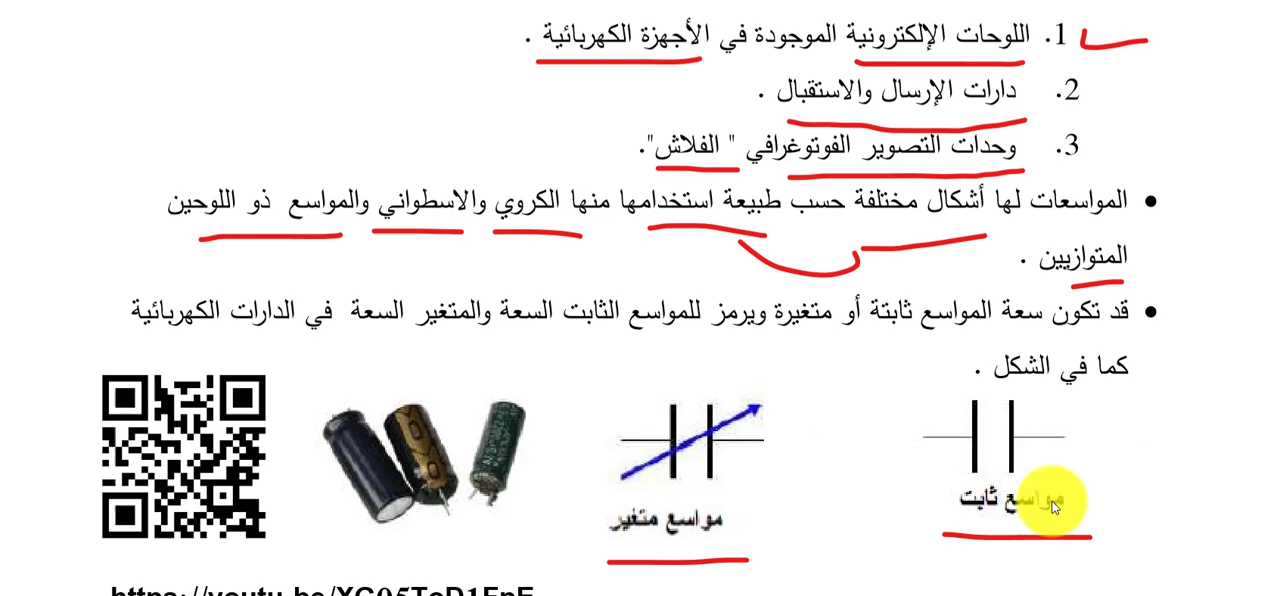 1. اللوحات الإلكترونية الموجودة في الأجهزة الكهربائية .
2. دارات الإرسال والاستقبال .
3. وحدات التصوير الفوتوغرافي " الفلاش".
• المواسعات لها أشكال مختلفة حسب طبيعة استخدامها منها الكروي والاسطواني والمواسع ذو اللوحين
المتوازيين .
• قد تكون سعة المواسع ثابتة أو متغيرة ويرمز للمواسع الثابت السعة والمتغير السعة في الدارات الكهربائية
كما في الشكل .
مواسع ثابت
مواسع متغير